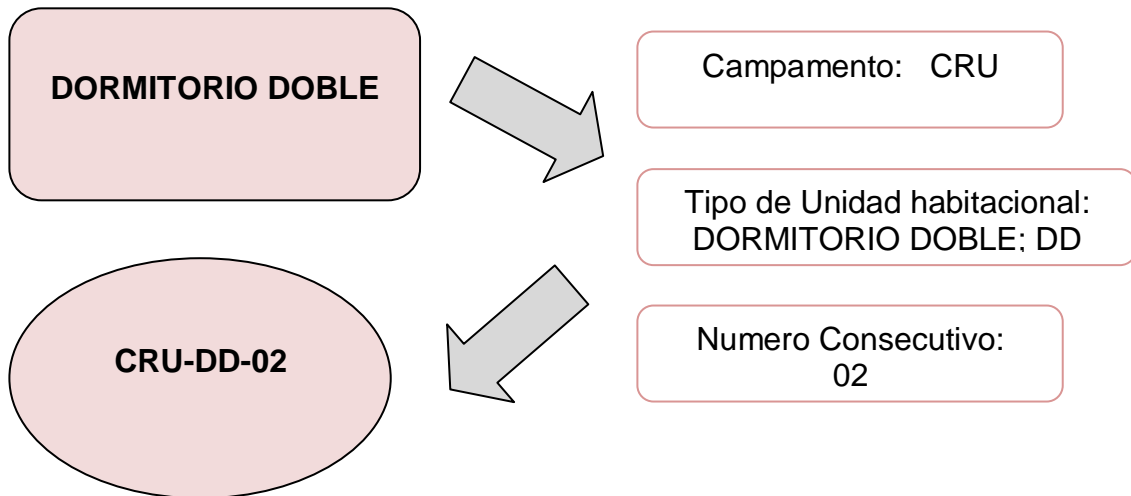 DORMITORIO DOBLE
Campamento: CRU
Tipo de Unidad habitacional:
DORMITORIO DOBLE; DD
Numero Consecutivo:
02
CRU-DD-02